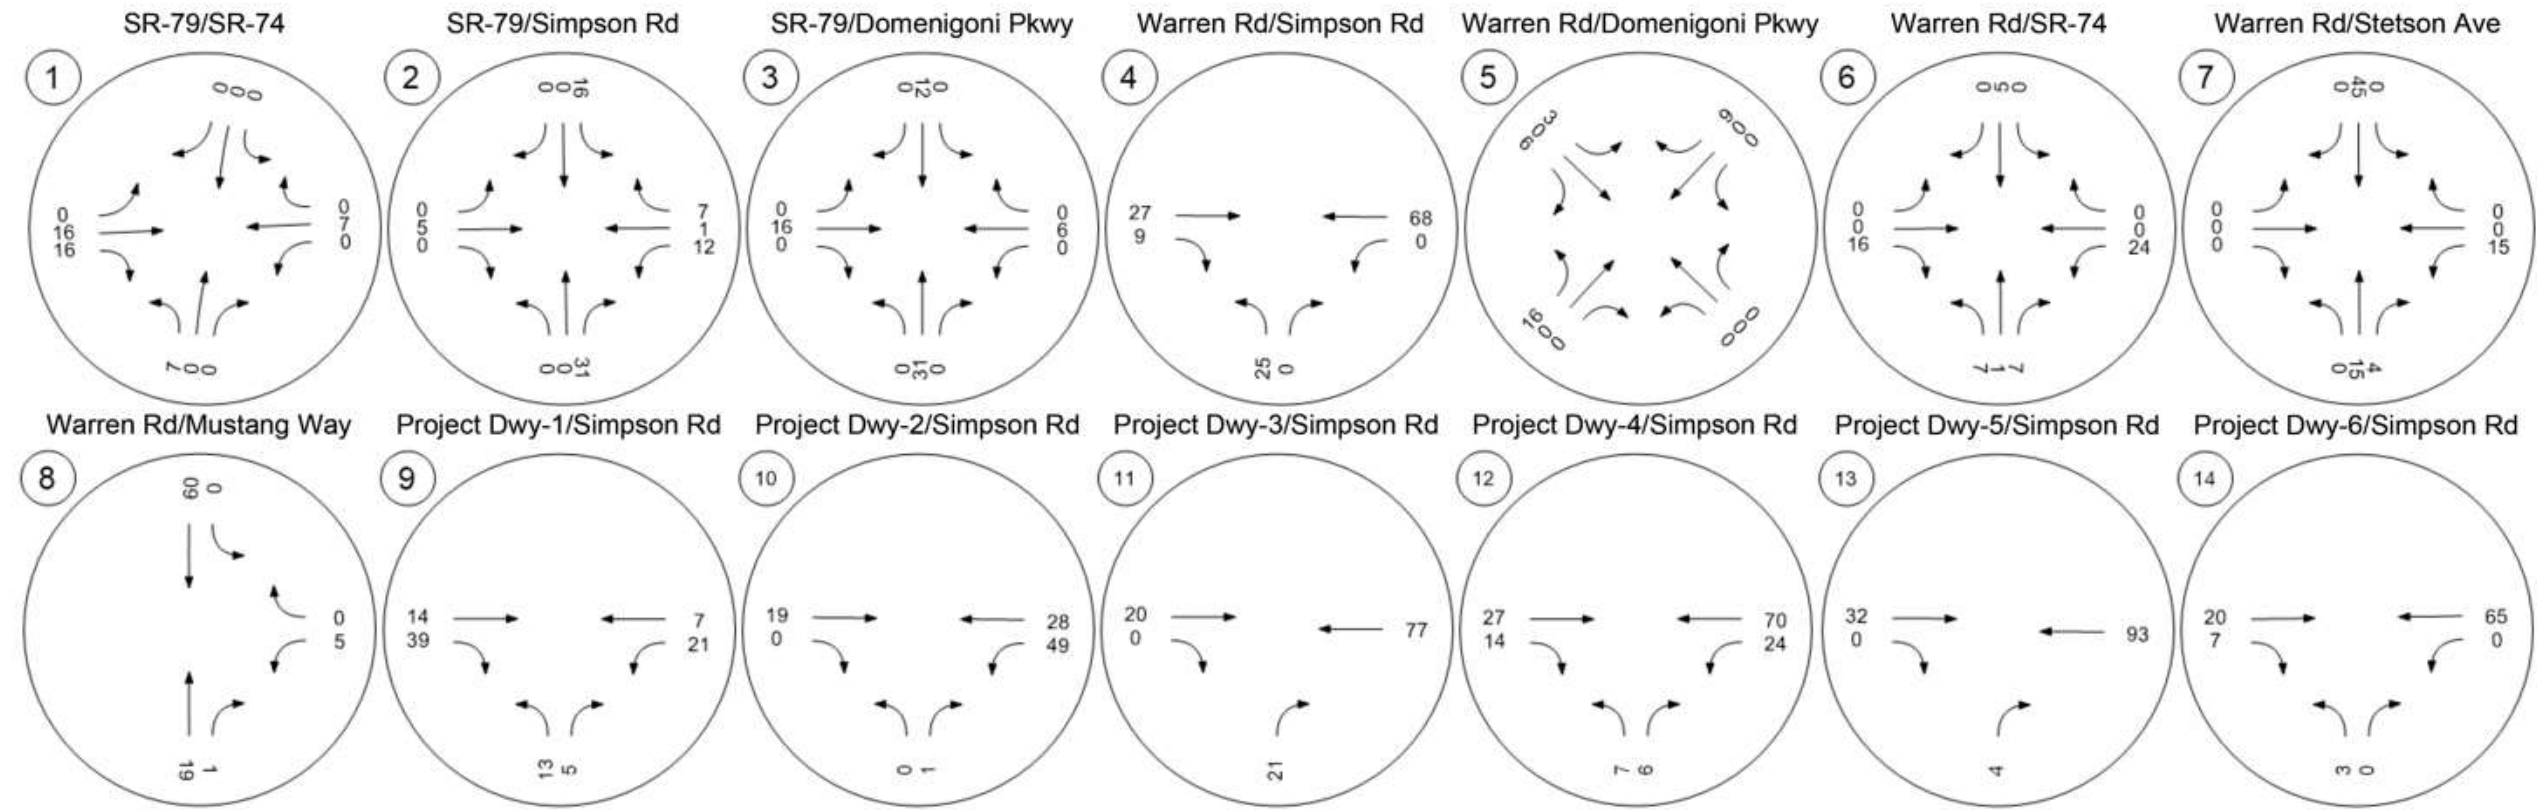 SR-79/SR-74
1
0 0 0
0
16
16
0
7
0
7 0 0
SR-79/Simpson Rd
2
0 0 16
0
5
0
7
1
12
0 0 31
SR-79/Domenigoni Pkwy
3
0 12 0
0
16
0
0
6
0
0 31 0
Warren Rd/Simpson Rd
4
27
9
68
0
25 0
Warren Rd/Domenigoni Pkwy
5
3 0 6
6 0 0
16 0 0
0 0 0
Warren Rd/SR-74
6
0 5 0
0
0
16
0
0
24
7 1 7
Warren Rd/Stetson Ave
7
0 45 0
0
0
0
0
0
15
0 15 4
Warren Rd/Mustang Way
8
60 0
0
5
19 1
Project Dwy-1/Simpson Rd
9
14
39
7
21
13 5
Project Dwy-2/Simpson Rd
10
19
0
28
49
0 1
Project Dwy-3/Simpson Rd
11
20
0
77
21
Project Dwy-4/Simpson Rd
12
27
14
70
24
7 6
Project Dwy-5/Simpson Rd
13
32
0
93
4
Project Dwy-6/Simpson Rd
14
20
7
65
0
3 0